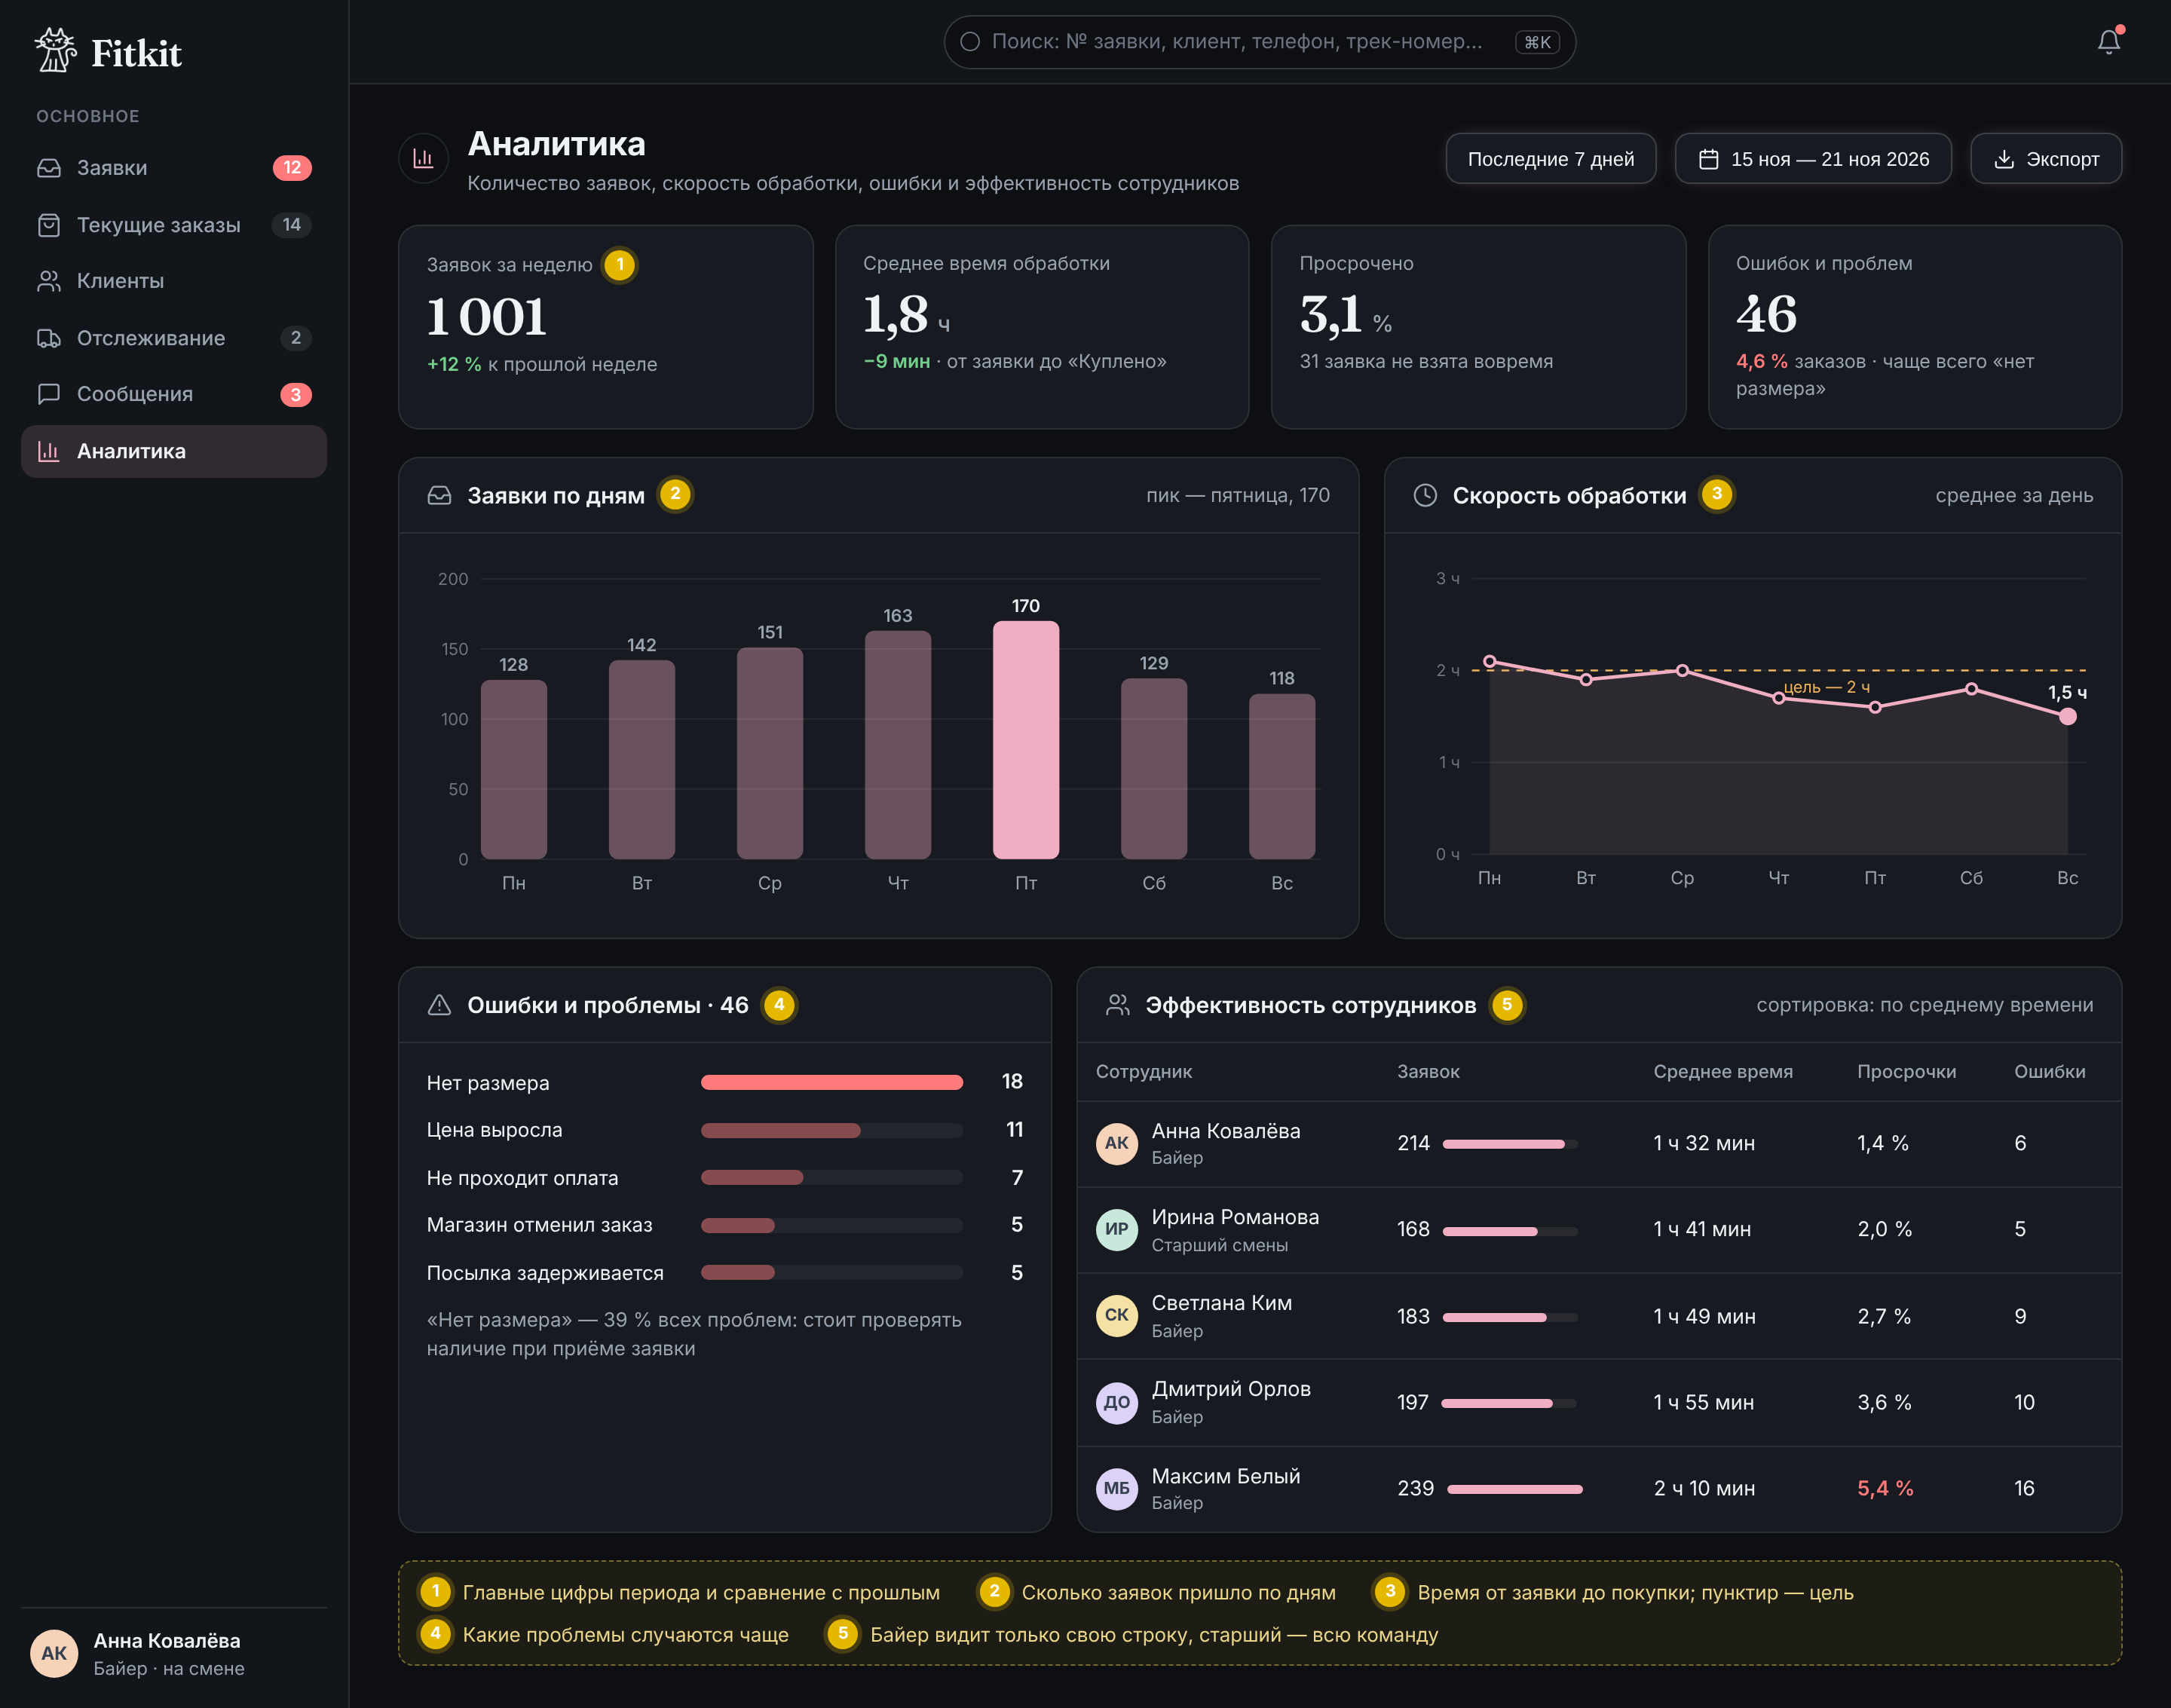 Fitkit
Поиск: № заявки, клиент, телефон, трек-номер...
⌘K
ОСНОВНОЕ
Заявки 12
Текущие заказы 14
Клиенты
Отслеживание 2
Сообщения 3
Аналитика
Анна Ковалёва
АК
Байер · на смене
Аналитика
Количество заявок, скорость обработки, ошибки и эффективность сотрудников
Последние 7 дней
15 ноя — 21 ноя 2026
Экспорт
Заявок за неделю 1
1 001
+12 % к прошлой неделе
Среднее время обработки
1,8 ч
−9 мин · от заявки до «Куплено»
Просрочено
3,1 %
31 заявка не взята вовремя
Ошибок и проблем
46
4,6 % заказов · чаще всего «нет
размера»
Заявки по дням 2
пик — пятница, 170
200
150
100
50
0
128
142
151
163
170
129
118
Пн Вт Ср Чт Пт Сб Вс
Скорость обработки 3
среднее за день
3 ч
2 ч
1 ч
0 ч
цель — 2 ч
1,5 ч
Пн Вт Ср Чт Пт Сб Вс
Ошибки и проблемы · 46 4
Нет размера 18
Цена выросла 11
Не проходит оплата 7
Магазин отменил заказ 5
Посылка задерживается 5
«Нет размера» — 39 % всех проблем: стоит проверять
наличие при приёме заявки
Эффективность сотрудников 5
сортировка: по среднему времени
Сотрудник Заявок Среднее время Просрочки Ошибки
АК Анна Ковалёва 214 1 ч 32 мин 1,4 % 6
Байер
ИР Ирина Романова 168 1 ч 41 мин 2,0 % 5
Старший смены
СК Светлана Ким 183 1 ч 49 мин 2,7 % 9
Байер
ДО Дмитрий Орлов 197 1 ч 55 мин 3,6 % 10
Байер
МБ Максим Белый 239 2 ч 10 мин 5,4 % 16
Байер
1 Главные цифры периода и сравнение с прошлым 2 Сколько заявок пришло по дням 3 Время от заявки до покупки; пунктир — цель
4 Какие проблемы случаются чаще 5 Байер видит только свою строку, старший — всю команду